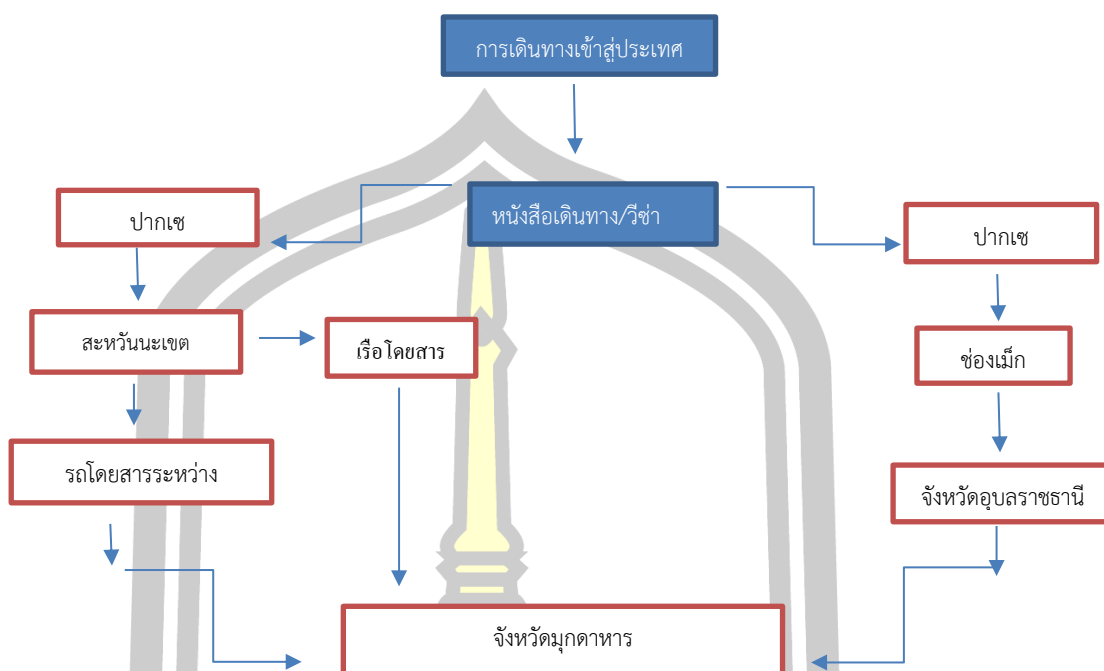 การเดินทางเข้าสู่ประเทศ
หนังสือเดินทาง/วีซ่า
ปากเซ
ปากเซ
สะหวันนะเขต
เรือโดยสาร
ช่องเม็ก
รถโดยสารระหว่าง
จังหวัดอุบลราชธานี
จังหวัดมุกดาหาร